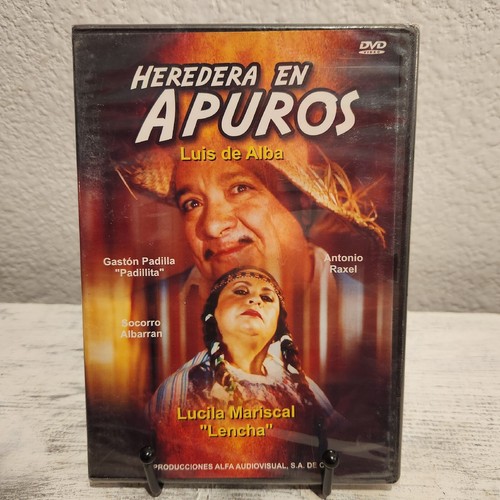 DVD
VIDEO
HEREDERA EN
APUROS
Luis de Alba
Gastón Padilla
"Padillita"
Antonio
Raxel
Socorro
Albarran
Lucila Mariscal
"Lencha"
PRODUCCIONES ALFA AUDIOVISUAL, S.A. DE